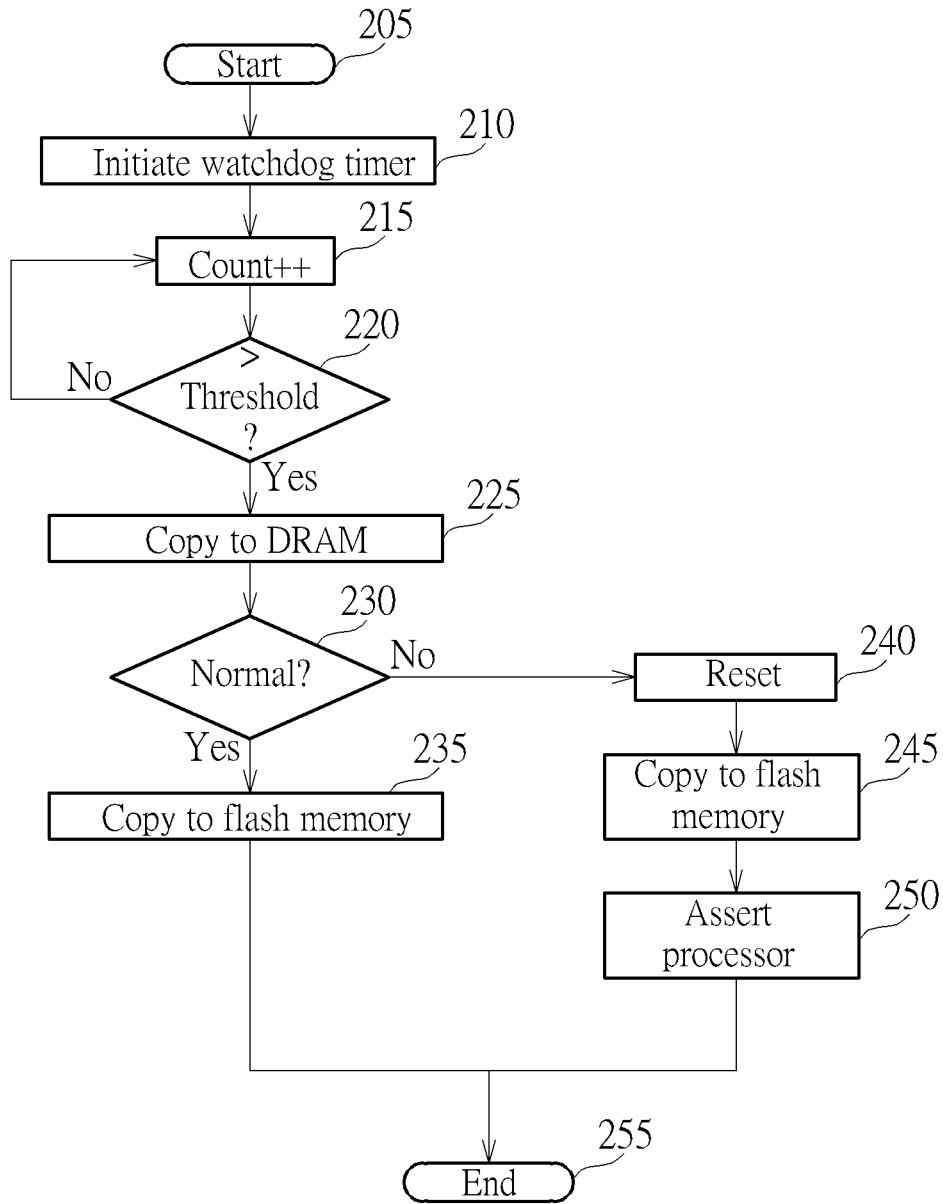 205
Start
210
Initiate watchdog timer
215
Count++
220
>
Threshold
?
No
Yes
225
Copy to DRAM
230
Normal?
No
Yes
235
Copy to flash memory
240
Reset
245
Copy to flash
memory
250
Assert
processor
255
End